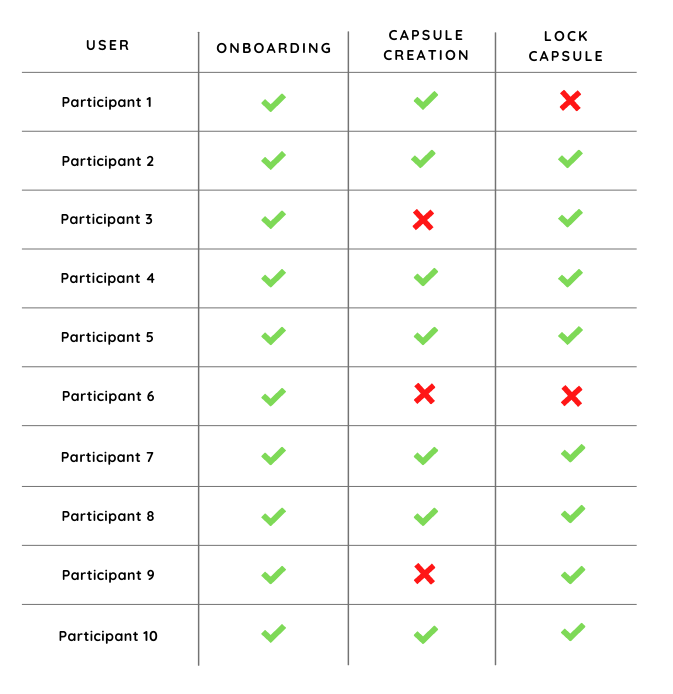 USER
ONBOARDING
CAPSULE
CREATION
LOCK
CAPSULE
Participant 1
Participant 2
Participant 3
Participant 4
Participant 5
Participant 6
Participant 7
Participant 8
Participant 9
Participant 10